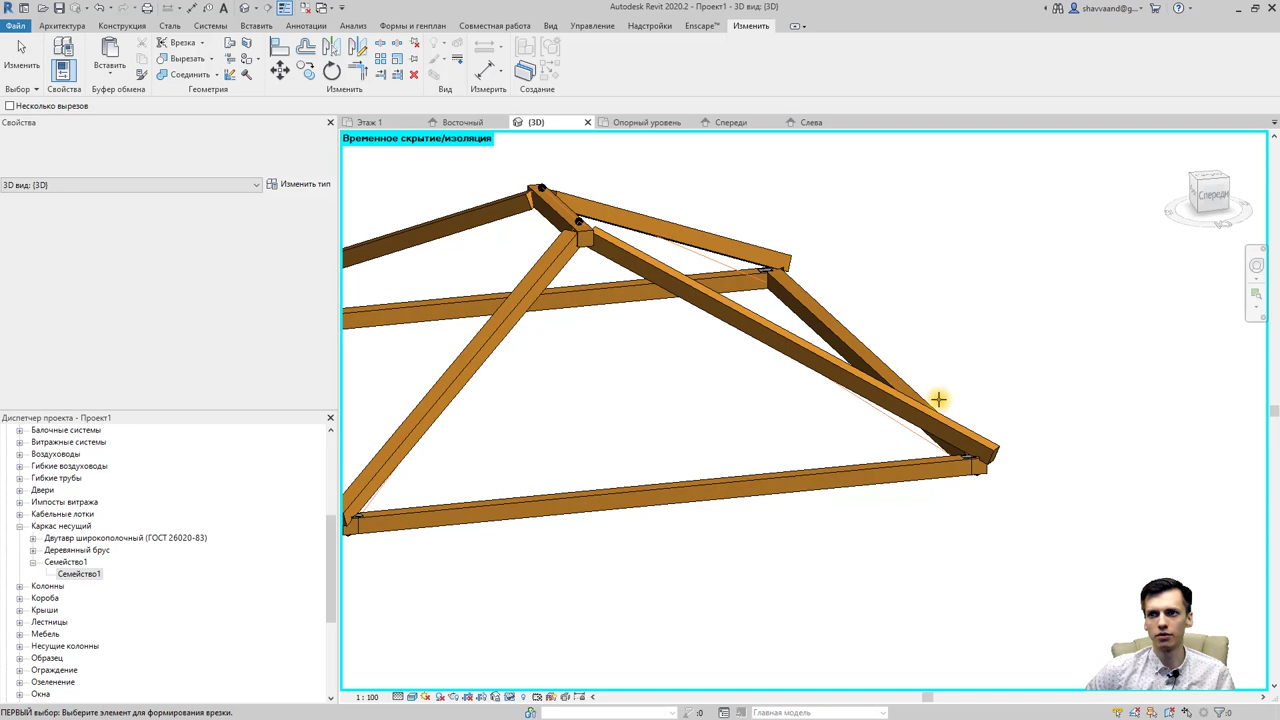 Autodesk Revit 2020.2 - Проект1 - 3D вид: {3D}
shavvaand@g...
Файл Архитектура Конструкция Сталь Системы Вставить Аннотации Анализ Формы и генплан Совместная работа Вид Управление Надстройки Enscape™ Изменить
Врезка
Вырезать
Соединить
Изменить
Вставить
Выбор Свойства Буфер обмена Геометрия Изменить Вид Измерить Создание
Несколько вырезов
Свойства
Этаж 1 Восточный {3D} Опорный уровень Спереди Слева
Временное скрытие/изоляция
3D вид: {3D} Изменить тип
Спереди
Диспетчер проекта - Проект1
Балочные системы
Витражные системы
Воздуховоды
Гибкие воздуховоды
Гибкие трубы
Двери
Импосты витража
Кабельные лотки
Каркас несущий
Двутавр широкополочный (ГОСТ 26020-83)
Деревянный брус
Семейство1
Семейство1
Колонны
Короба
Крыши
Лестницы
Мебель
Несущие колонны
Образец
Ограждение
Озеленение
Окна
1 : 100
ПЕРВЫЙ выбор: Выберите элемент для формирования врезки.
:0
Главная модель
:0